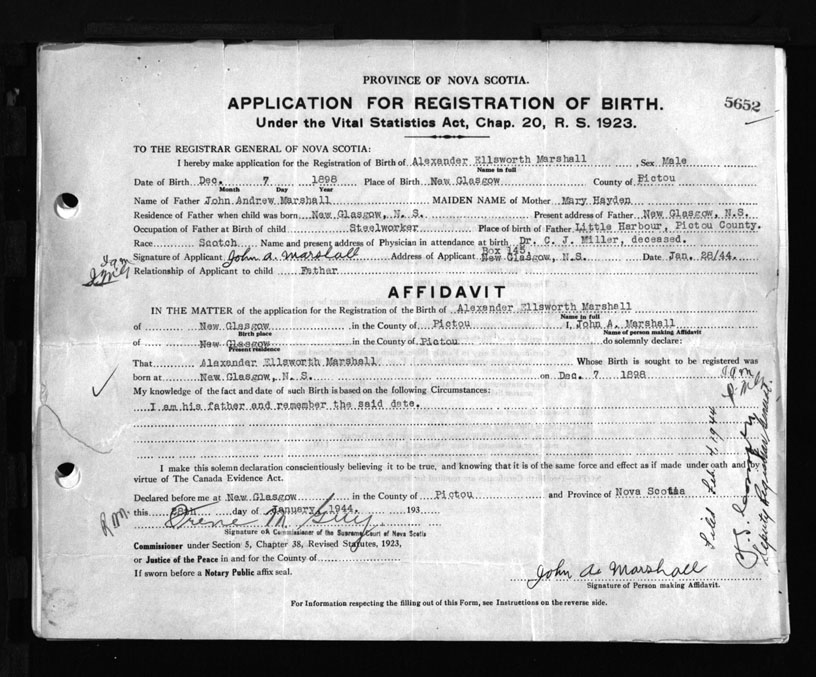 PROVINCE OF NOVA SCOTIA.
5652
APPLICATION FOR REGISTRATION OF BIRTH.
Under the Vital Statistics Act, Chap. 20, R. S. 1923.
TO THE REGISTRAR GENERAL OF NOVA SCOTIA:
I hereby make application for the Registration of Birth of Alexander Ellsworth Marshall, Sex Male
Name in full
Date of Birth Dec. 7 1898 Place of Birth New Glasgow County of Pictou
Month Day Year
Name of Father John Andrew Marshall MAIDEN NAME of Mother Mary Hayden
Residence of Father when child was born New Glasgow, N. S. Present address of Father New Glasgow, N.S.
Occupation of Father at Birth of child Steelworker Place of birth of Father Little Harbour, Pictou County.
Race Scotch Name and present address of Physician in attendance at birth Dr. C. J. Miller, deceased.
Box 145
Signature of Applicant John A. Marshall Address of Applicant New Glasgow, N.S. Date Jan. 28/44.
Relationship of Applicant to child Father
AFFIDAVIT
IN THE MATTER of the application for the Registration of the Birth of Alexander Ellsworth Marshall
Name in full
of New Glasgow in the County of Pictou I, John A. Marshall
Birth place Name of person making Affidavit
of New Glasgow in the County of Pictou do solemnly declare:
Present residence
That Alaxander Ellsworth Marshall Whose Birth is sought to be registered was
born at New Glasgow, N. S. on Dec. 7 1898
My knowledge of the fact and date of such Birth is based on the following Circumstances:
I am his father and remember the said date.
I make this solemn declaration conscientiously believing it to be true, and knowing that it is of the same force and effect as if made under oath and by
virtue of The Canada Evidence Act.
Declared before me at New Glasgow in the County of Pictou and Province of Nova Scotia
this 28th day of January, 1944. 193
Irene M.
Signature of Commissioner of the Supreme Court of Nova Scotia
Commissioner under Section 5, Chapter 38, Revised Statutes, 1923,
or Justice of the Peace in and for the County of
If sworn before a Notary Public affix seal.
John A. Marshall
Signature of Person making Affidavit.
For Information respecting the filling out of this Form, see Instructions on the reverse side.
R.M.
Filed Feb 4, 1944
Deputy Registrar General.